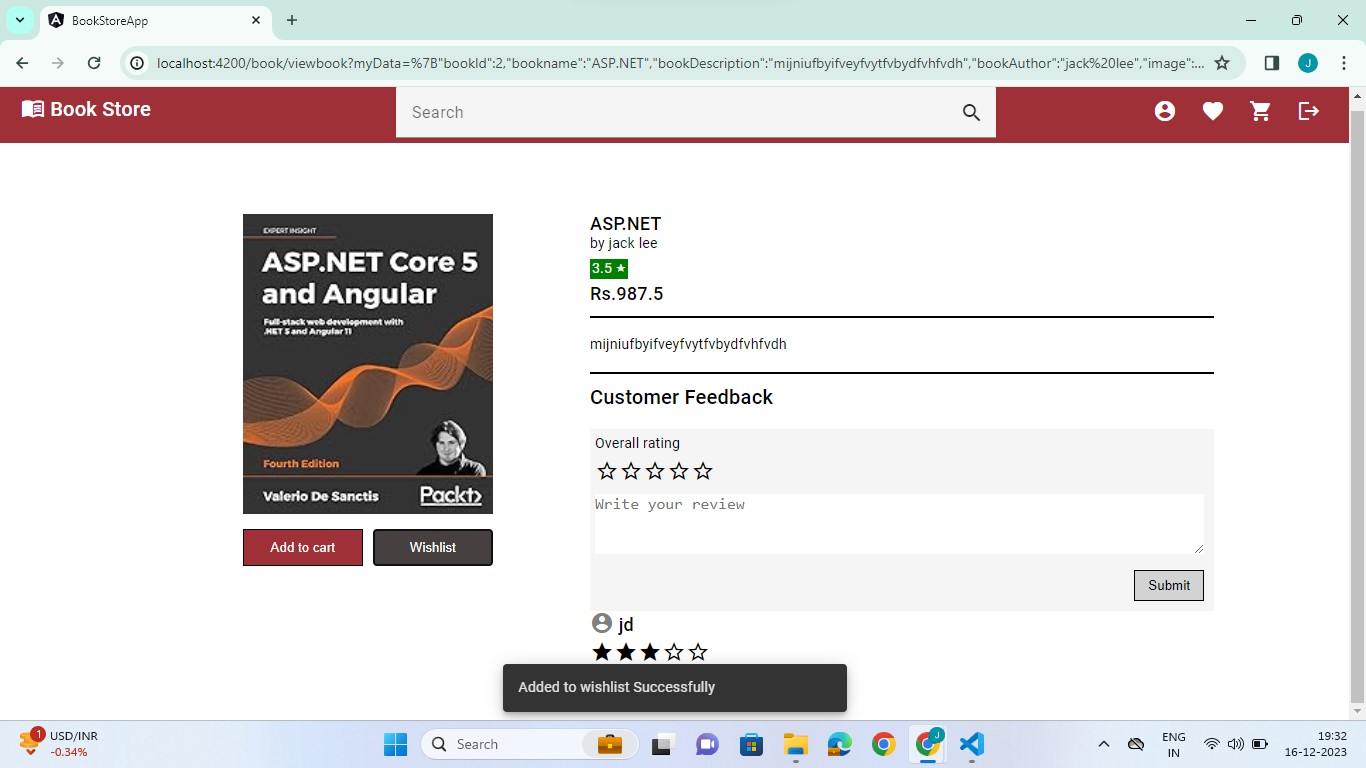 BookStoreApp
localhost:4200/book/viewbook?myData=%7B"bookId":2,"bookname":"ASP.NET","bookDescription":"mijniufbyifveyfvytfvbydfvhfvdh","bookAuthor":"jack%20lee","image":...
J
Book Store
Search
EXPERT INSIGHT
ASP.NET Core 5
and Angular
Full-stack web development with
.NET 5 and Angular 11
Fourth Edition
Valerio De Sanctis
Packt>
Add to cart
Wishlist
ASP.NET
by jack lee
3.5 ★
Rs.987.5
mijniufbyifveyfvytfvbydfvhfvdh
Customer Feedback
Overall rating
Write your review
Submit
jd
Added to wishlist Successfully
1
USD/INR
-0.34%
Search
J
ENG
IN
19:32
16-12-2023